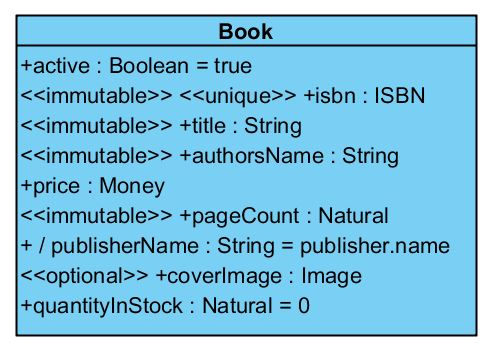 Book
+active : Boolean = true
<<immutable>> <<unique>> +isbn : ISBN
<<immutable>> +title : String
<<immutable>> +authorsName : String
+price : Money
<<immutable>> +pageCount : Natural
+ / publisherName : String = publisher.name
<<optional>> +coverImage : Image
+quantityInStock : Natural = 0